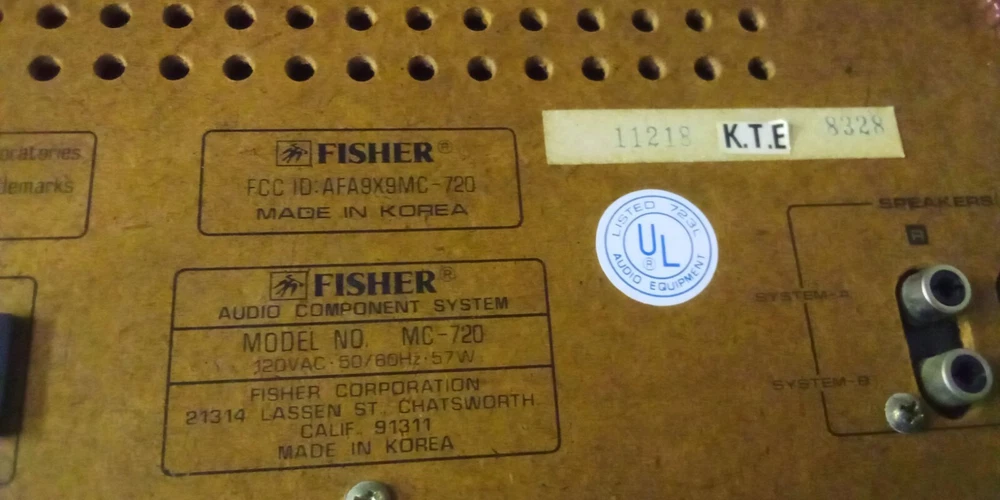 oratories
demarks
FISHER®
FCC ID:AFA9X9MC-720
MADE IN KOREA
11218 K.T.E 8328
LISTED 723L
UL
®
AUDIO EQUIPMENT
SPEAKERS
R
SYSTEM-A
SYSTEM-B
FISHER®
AUDIO COMPONENT SYSTEM
MODEL NO. MC-720
120VAC·50/60Hz·57W
FISHER CORPORATION
21314 LASSEN ST. CHATSWORTH.
CALIF. 91311
MADE IN KOREA